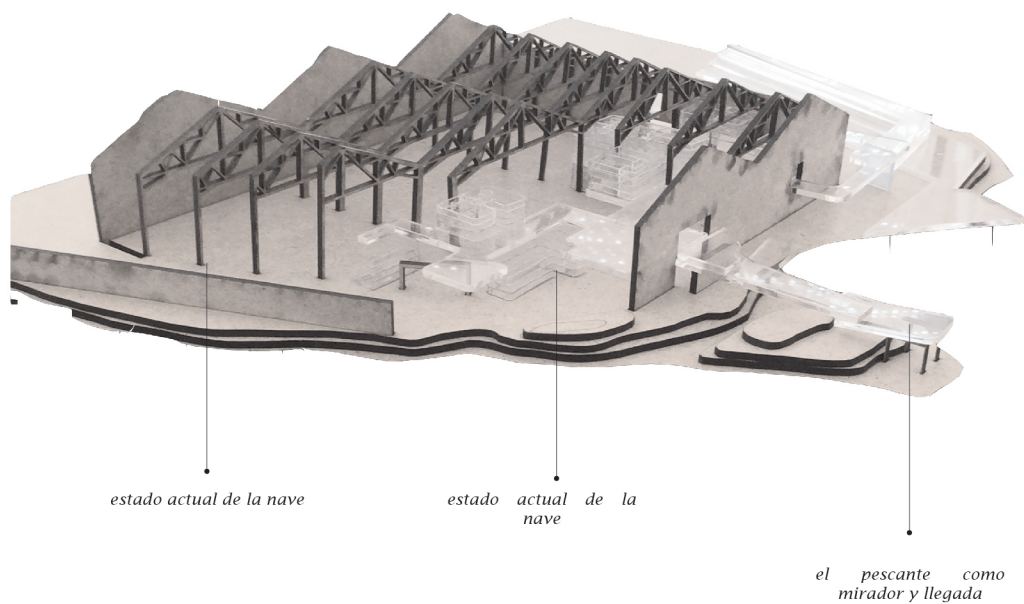 estado actual de la nave
estado actual de la
nave
el pescante como
mirador y llegada